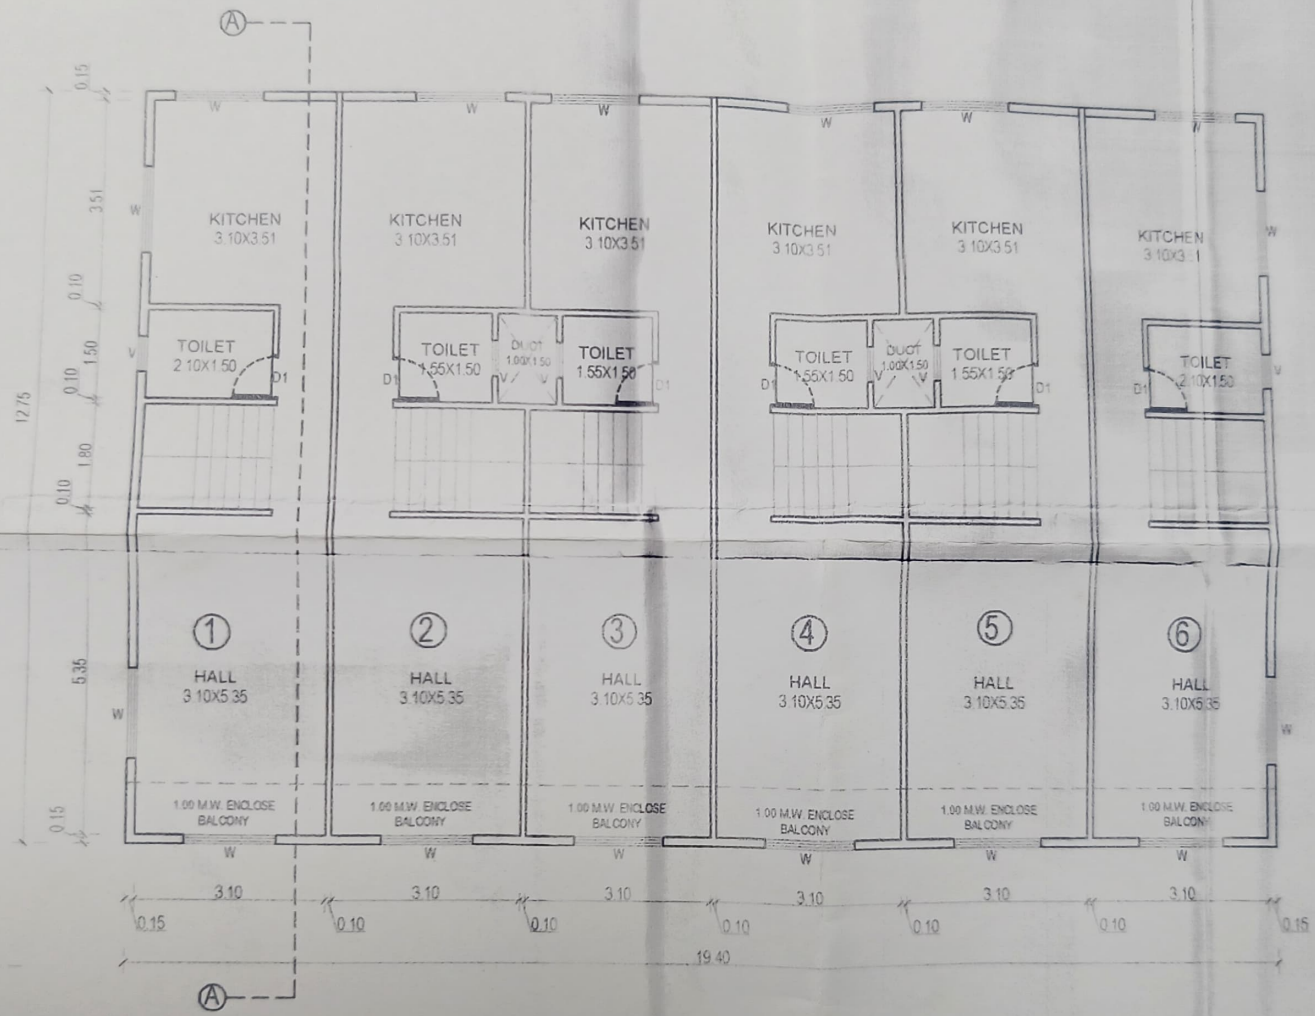 A
0.15
W
W
W
W
W
W
3.51
W
W
KITCHEN
3.10X3.51
KITCHEN
3.10X3.51
KITCHEN
3.10X3.51
KITCHEN
3.10X3.51
KITCHEN
3.10X3.51
KITCHEN
3.10X3. 1
0.10
12.75
1.50
V
TOILET
2.10X1.50
D1
TOILET
1.55X1.50
D1
DUCT
1.00X1.50
V
V
TOILET
1.55X1.50
D1
TOILET
1.55X1.50
D1
DUCT
1.00X1.50
V
V
TOILET
1.55X1.50
D1
TOILET
2.10X1.50
D1
V
0.10
1.80
0.10
5.35
1
HALL
3.10X5.35
2
HALL
3.10X5.35
3
HALL
3.10X5.35
4
HALL
3.10X5.35
5
HALL
3.10X5.35
6
HALL
3.10X5.35
W
W
0.15
1.00 M.W. ENCLOSE
BALCONY
1.00 M.W. ENCLOSE
BALCONY
1.00 M.W. ENCLOSE
BALCONY
1.00 M.W. ENCLOSE
BALCONY
1.00 M.W. ENCLOSE
BALCONY
1.00 M.W. ENCLOSE
BALCONY
W
W
W
W
W
W
3.10
3.10
3.10
3.10
3.10
3.10
0.15
0.10
0.10
0.10
0.10
0.10
0.15
19.40
A